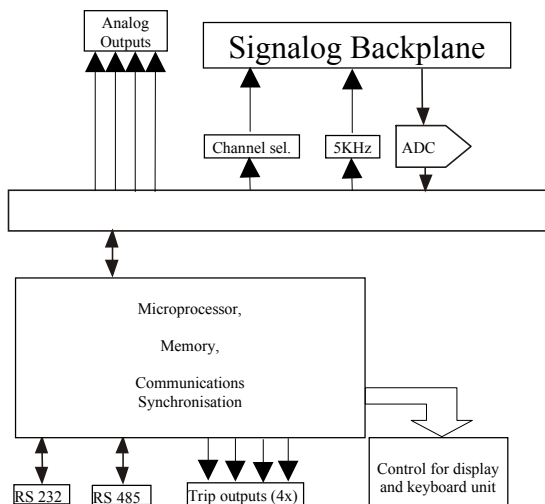 Analog
Outputs
Signalog Backplane
Channel sel.
5KHz
ADC
Microprocessor,
Memory,
Communications
Synchronisation
RS 232
RS 485
Trip outputs (4x)
Control for display
and keyboard unit